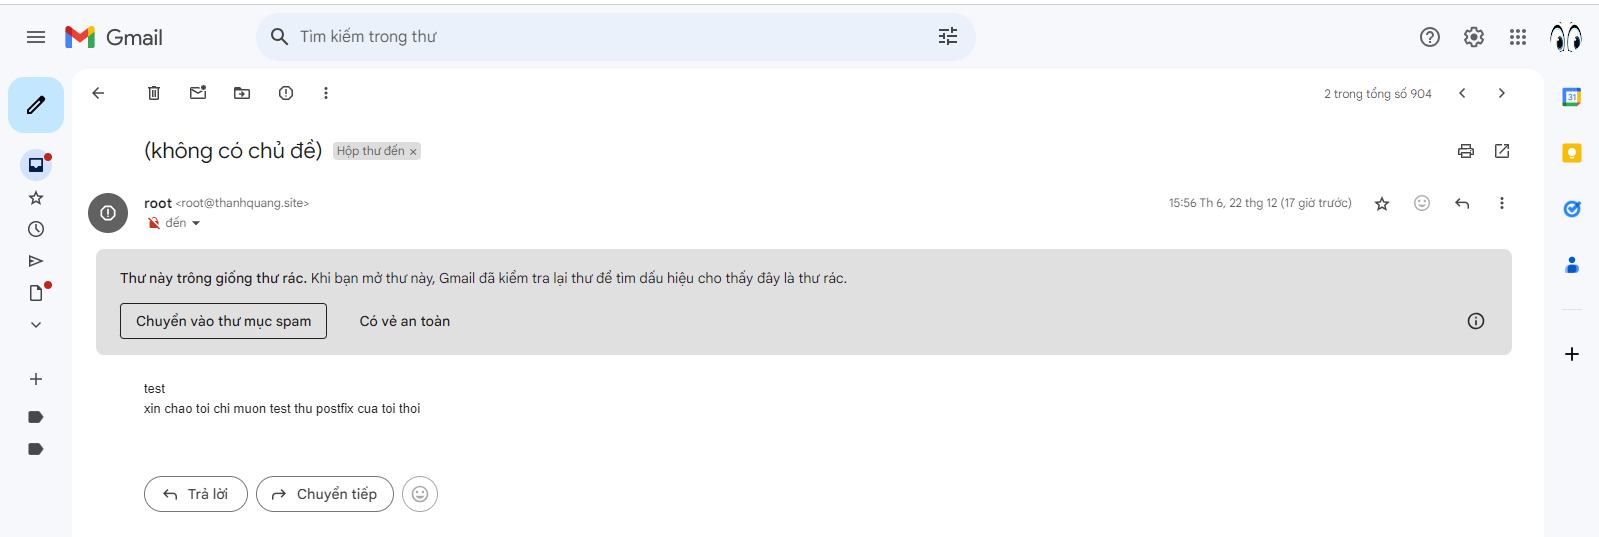 Gmail
Tìm kiếm trong thư
2 trong tổng số 904
(không có chủ đề) Hộp thư đến ×
root <root@thanhquang.site>
15:56 Th 6, 22 thg 12 (17 giờ trước)
đến
Thư này trông giống thư rác. Khi bạn mở thư này, Gmail đã kiểm tra lại thư để tìm dấu hiệu cho thấy đây là thư rác.
Chuyển vào thư mục spam Có vẻ an toàn
test
xin chao toi chi muon test thu postfix cua toi thoi
Trả lời Chuyển tiếp
31